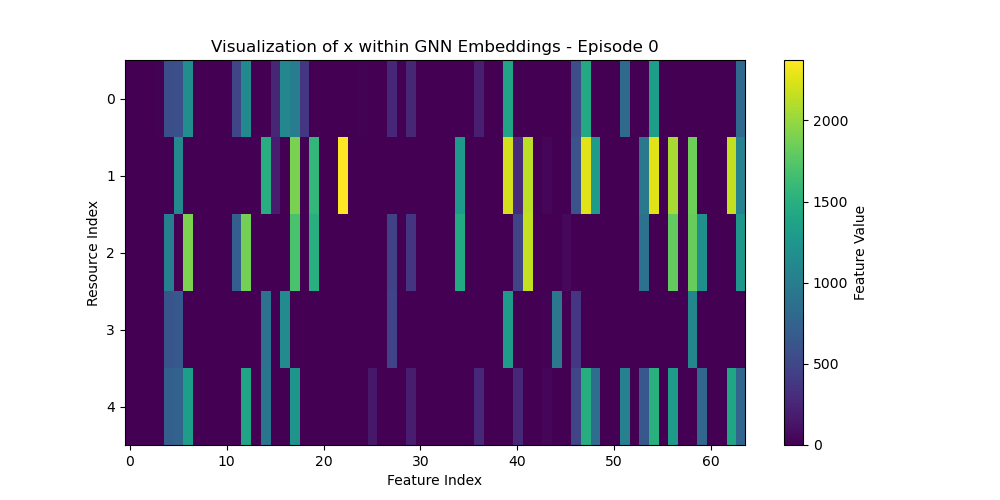 Visualization of x within GNN Embeddings - Episode 0
Resource Index
0
1
2
3
4
0 10 20 30 40 50 60
Feature Index
2000
1500
1000
500
0
Feature Value